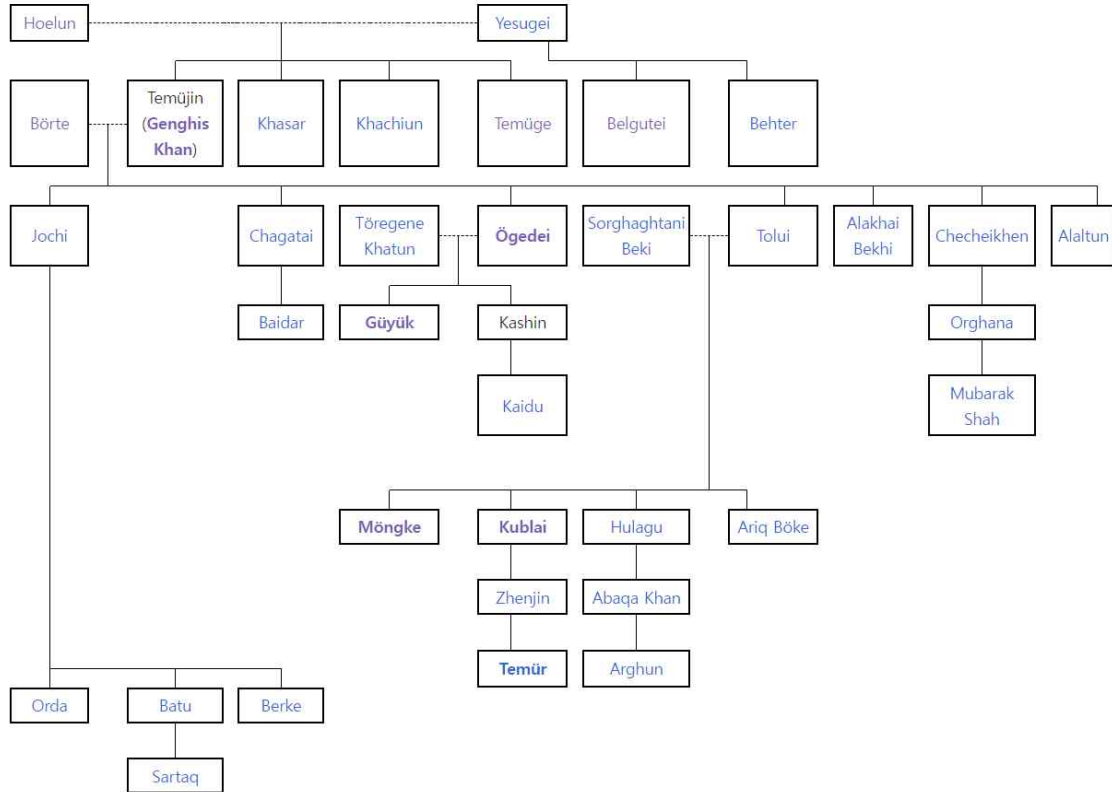 Hoelun
Yesugei
Börte
Temüjin
(Genghis
Khan)
Khasar
Khachiun
Temüge
Belgutei
Behter
Jochi
Chagatai
Töregene
Khatun
Ögedei
Sorghaghtani
Beki
Tolui
Alakhai
Bekhi
Checheikhen
Alaltun
Baidar
Güyük
Kashin
Orghana
Kaidu
Mubarak
Shah
Möngke
Kublai
Hulagu
Ariq Böke
Zhenjin
Abaqa Khan
Temür
Arghun
Orda
Batu
Berke
Sartaq